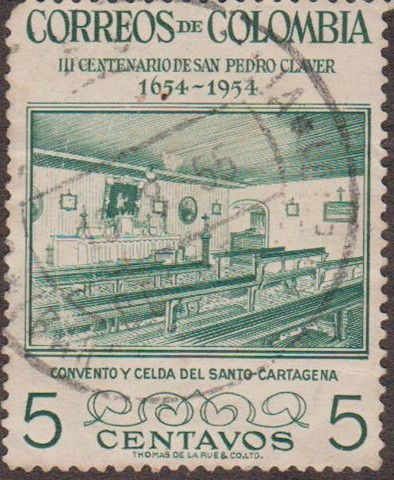 CORREOS DE COLOMBIA
III CENTENARIO DE SAN PEDRO CLAVER
1654~1954
CONVENTO Y CELDA DEL SANTO-CARTAGENA
5 CENTAVOS 5
THOMAS DE LA RUE & CO. LTD.